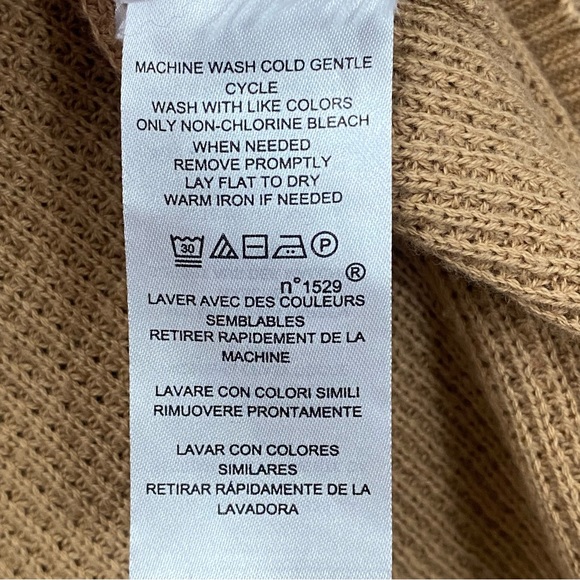 MACHINE WASH COLD GENTLE
CYCLE
WASH WITH LIKE COLORS
ONLY NON-CHLORINE BLEACH
WHEN NEEDED
REMOVE PROMPTLY
LAY FLAT TO DRY
WARM IRON IF NEEDED
30 P
n°1529 ®
LAVER AVEC DES COULEURS
SEMBLABLES
RETIRER RAPIDEMENT DE LA
MACHINE
LAVARE CON COLORI SIMILI
RIMUOVERE PRONTAMENTE
LAVAR CON COLORES
SIMILARES
RETIRAR RÁPIDAMENTE DE LA
LAVADORA